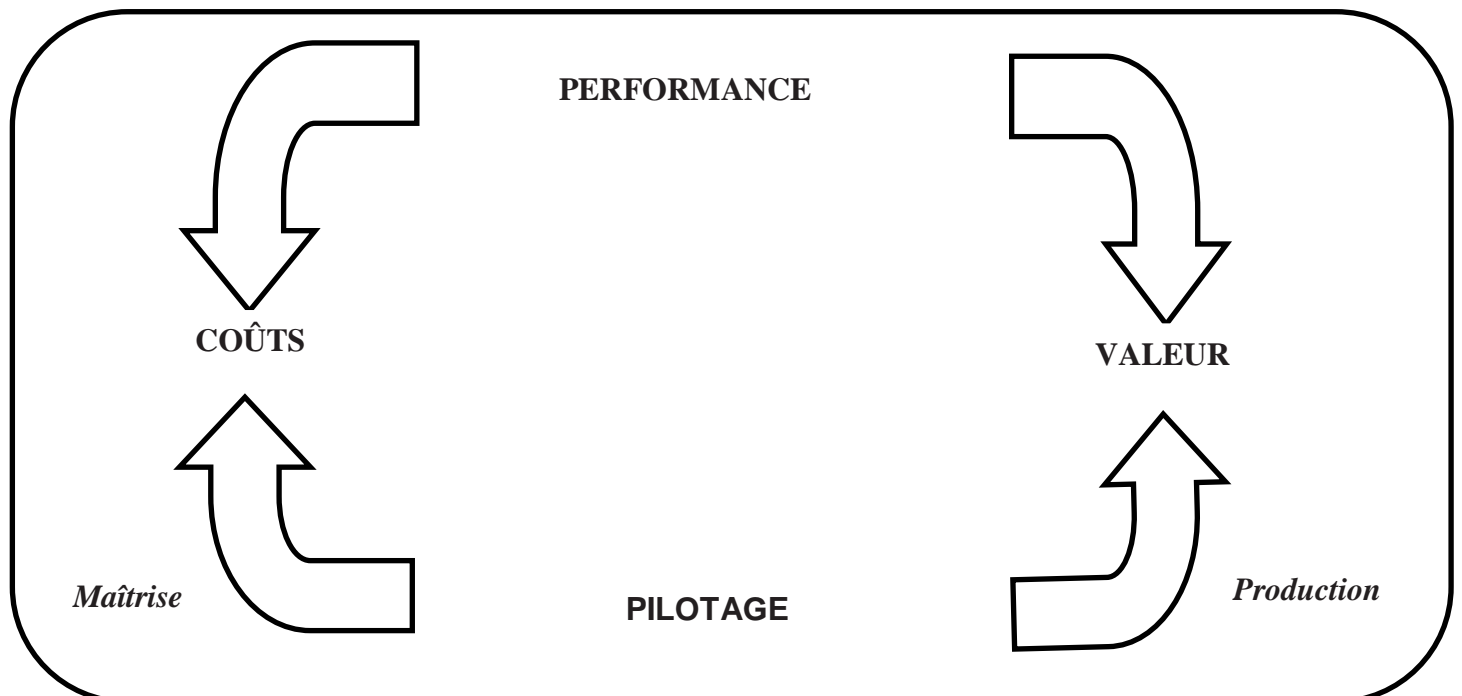 PERFORMANCE
COÛTS
VALEUR
Maîtrise
PILOTAGE
Production